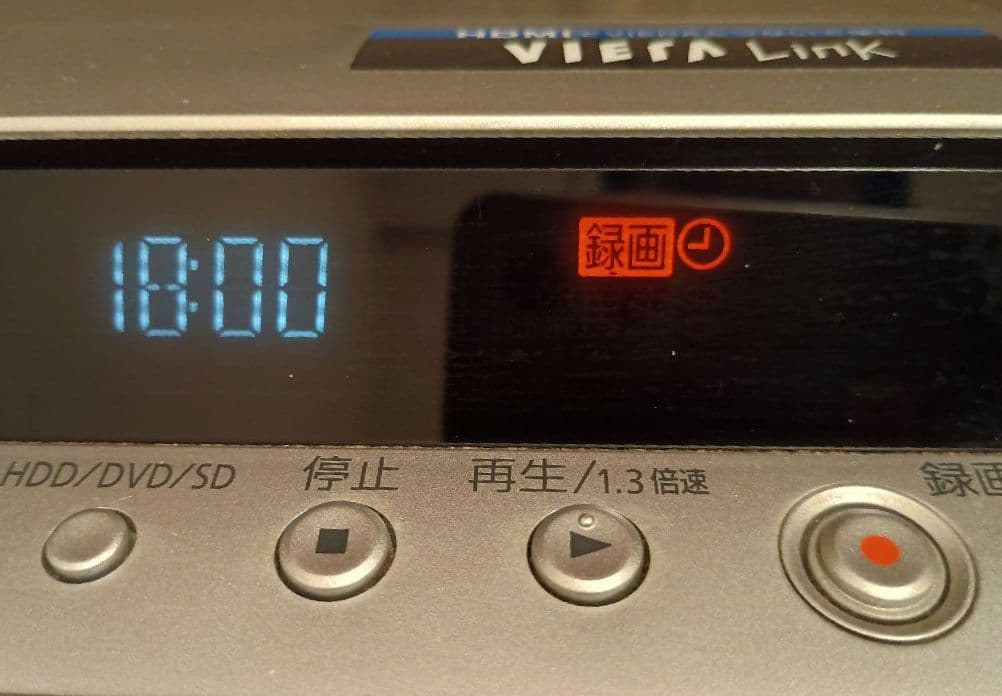 VIERA Link
18:00 録画
HDD/DVD/SD 停止 再生/1.3倍速 録画